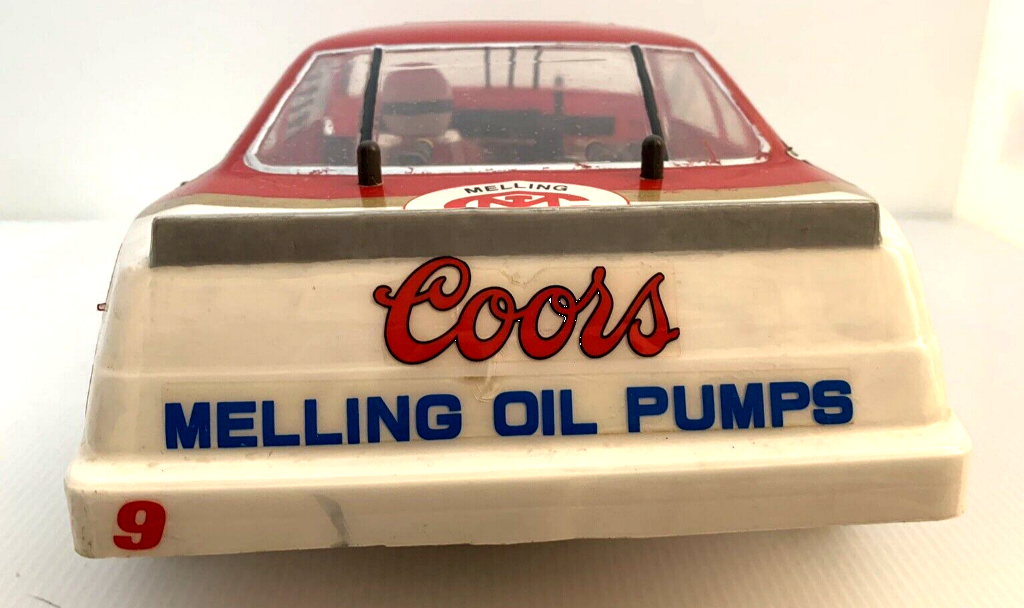 MELLING
Coors
MELLING OIL PUMPS
9